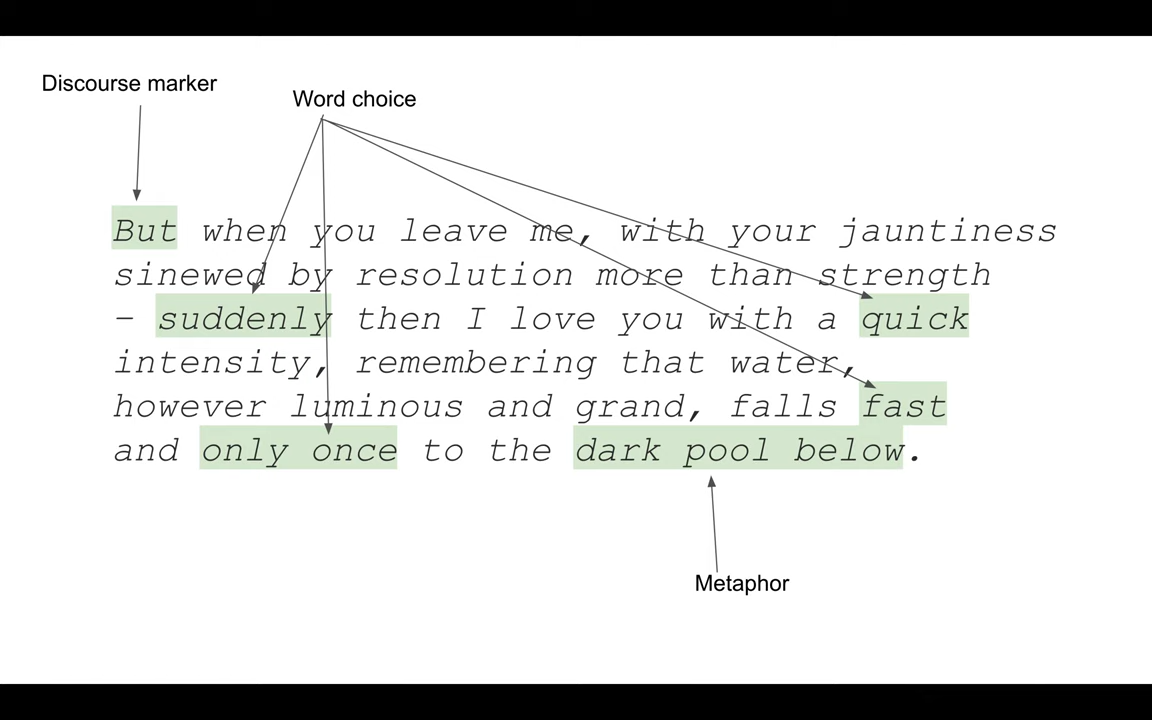 Discourse marker
Word choice
But when you leave me, with your jauntiness
sinewed by resolution more than strength
– suddenly then I love you with a quick
intensity, remembering that water,
however luminous and grand, falls fast
and only once to the dark pool below.
Metaphor